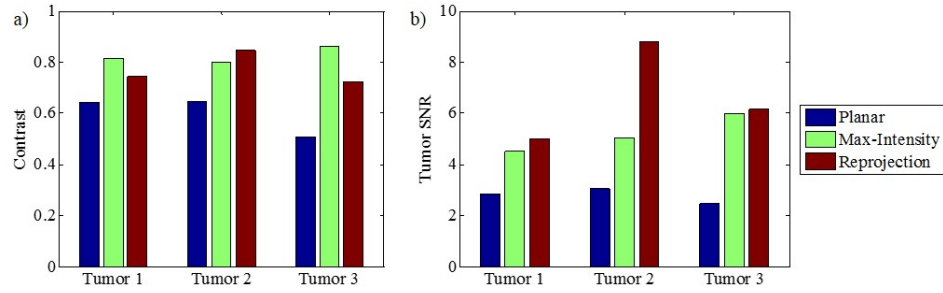 a)
Contrast
1
0.8
0.6
0.4
0.2
0
Tumor 1
Tumor 2
Tumor 3
b)
Tumor SNR
10
8
6
4
2
0
Tumor 1
Tumor 2
Tumor 3
Planar
Max-Intensity
Reprojection